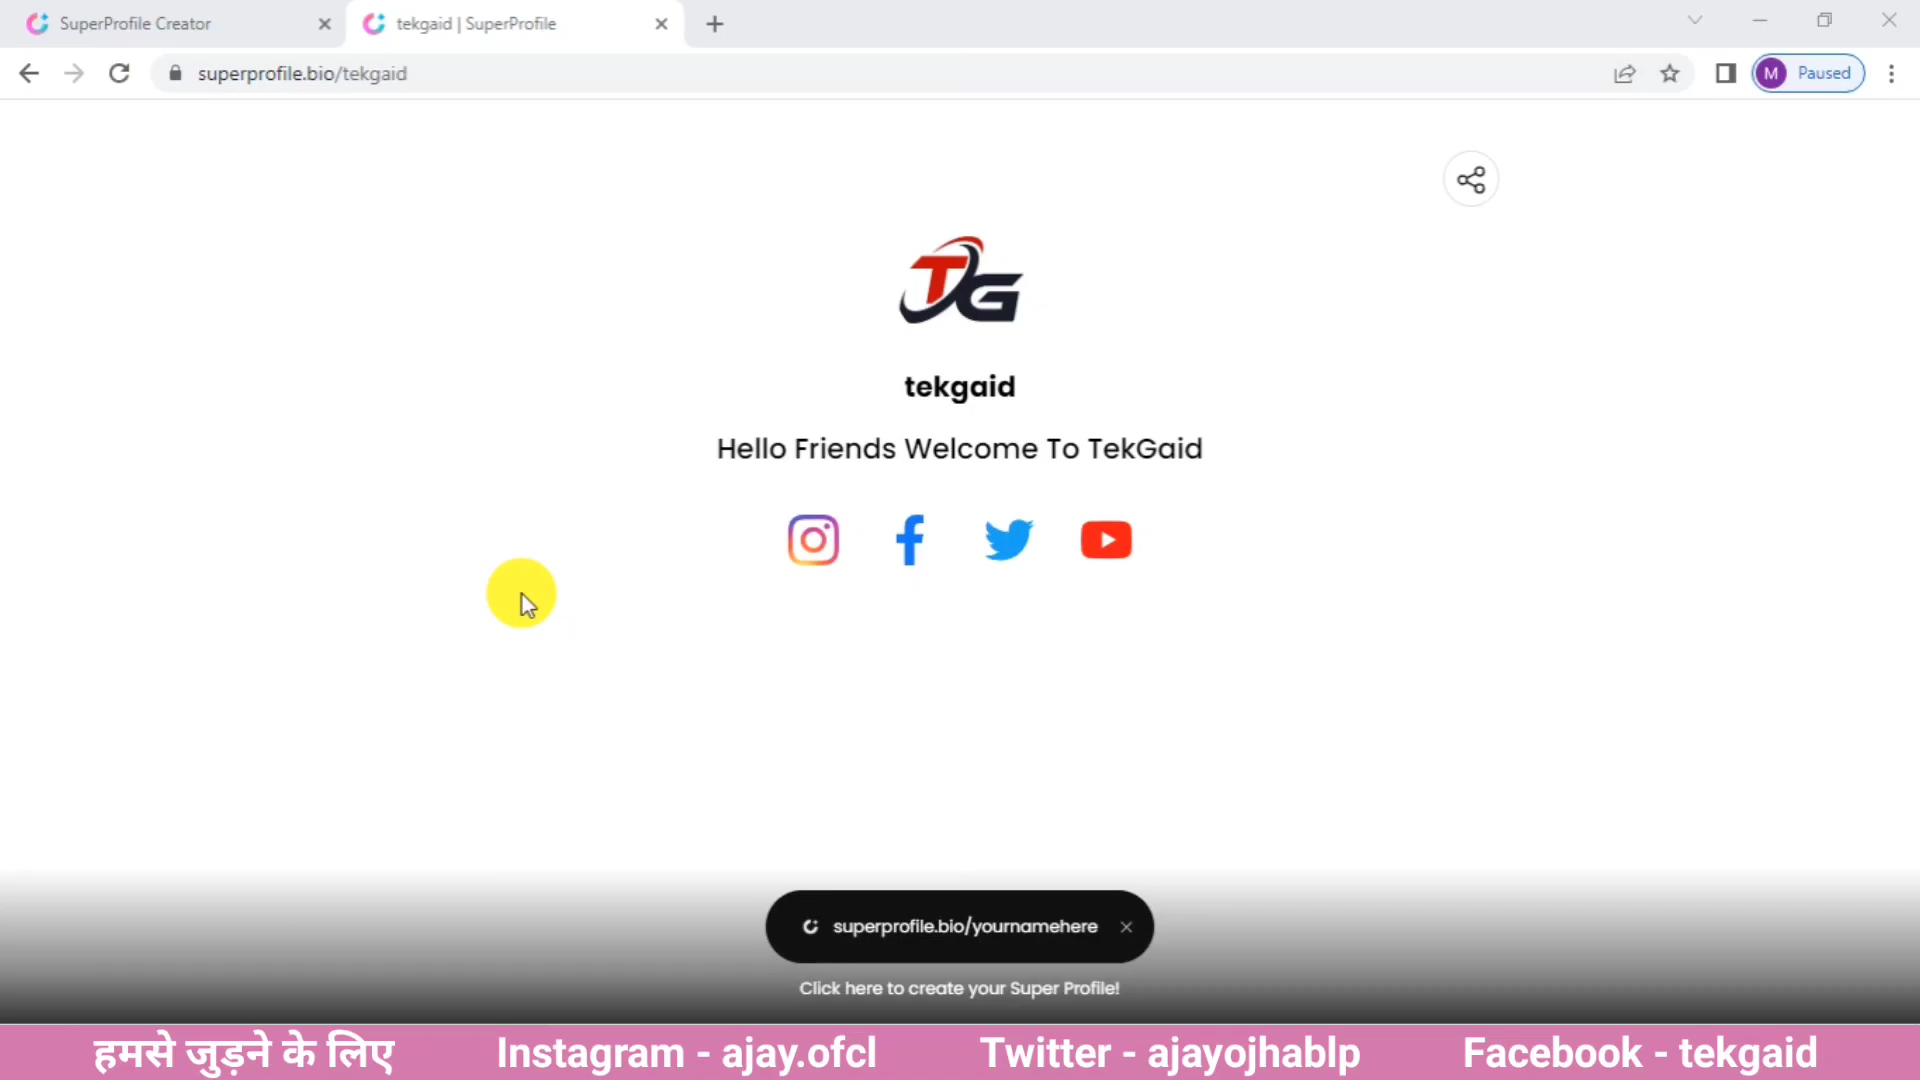 SuperProfile Creator
tekgaid | SuperProfile
superprofile.bio/tekgaid
M Paused
TG
tekgaid
Hello Friends Welcome To TekGaid
superprofile.bio/yournamehere
Click here to create your Super Profile!
हमसे जुड़ने के लिए Instagram - ajay.ofcl Twitter - ajayojhablp Facebook - tekgaid